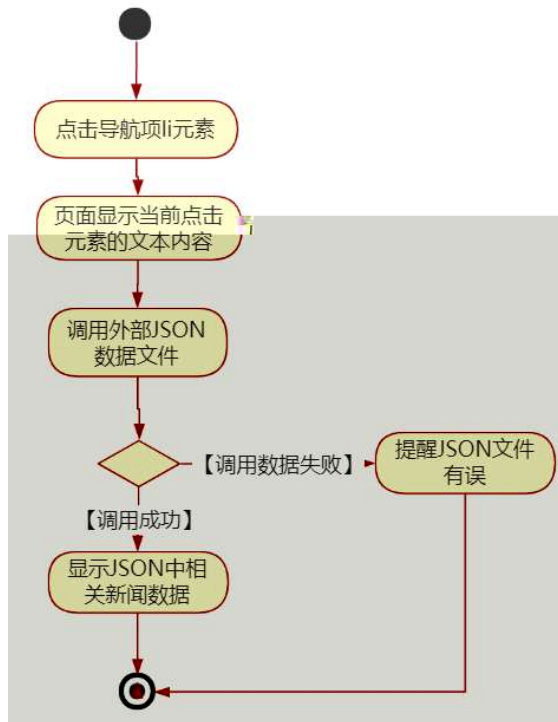 点击导航项li元素
页面显示当前点击
元素的文本内容
调用外部JSON
数据文件
【调用数据失败】
提醒JSON文件
有误
【调用成功】
显示JSON中相
关新闻数据